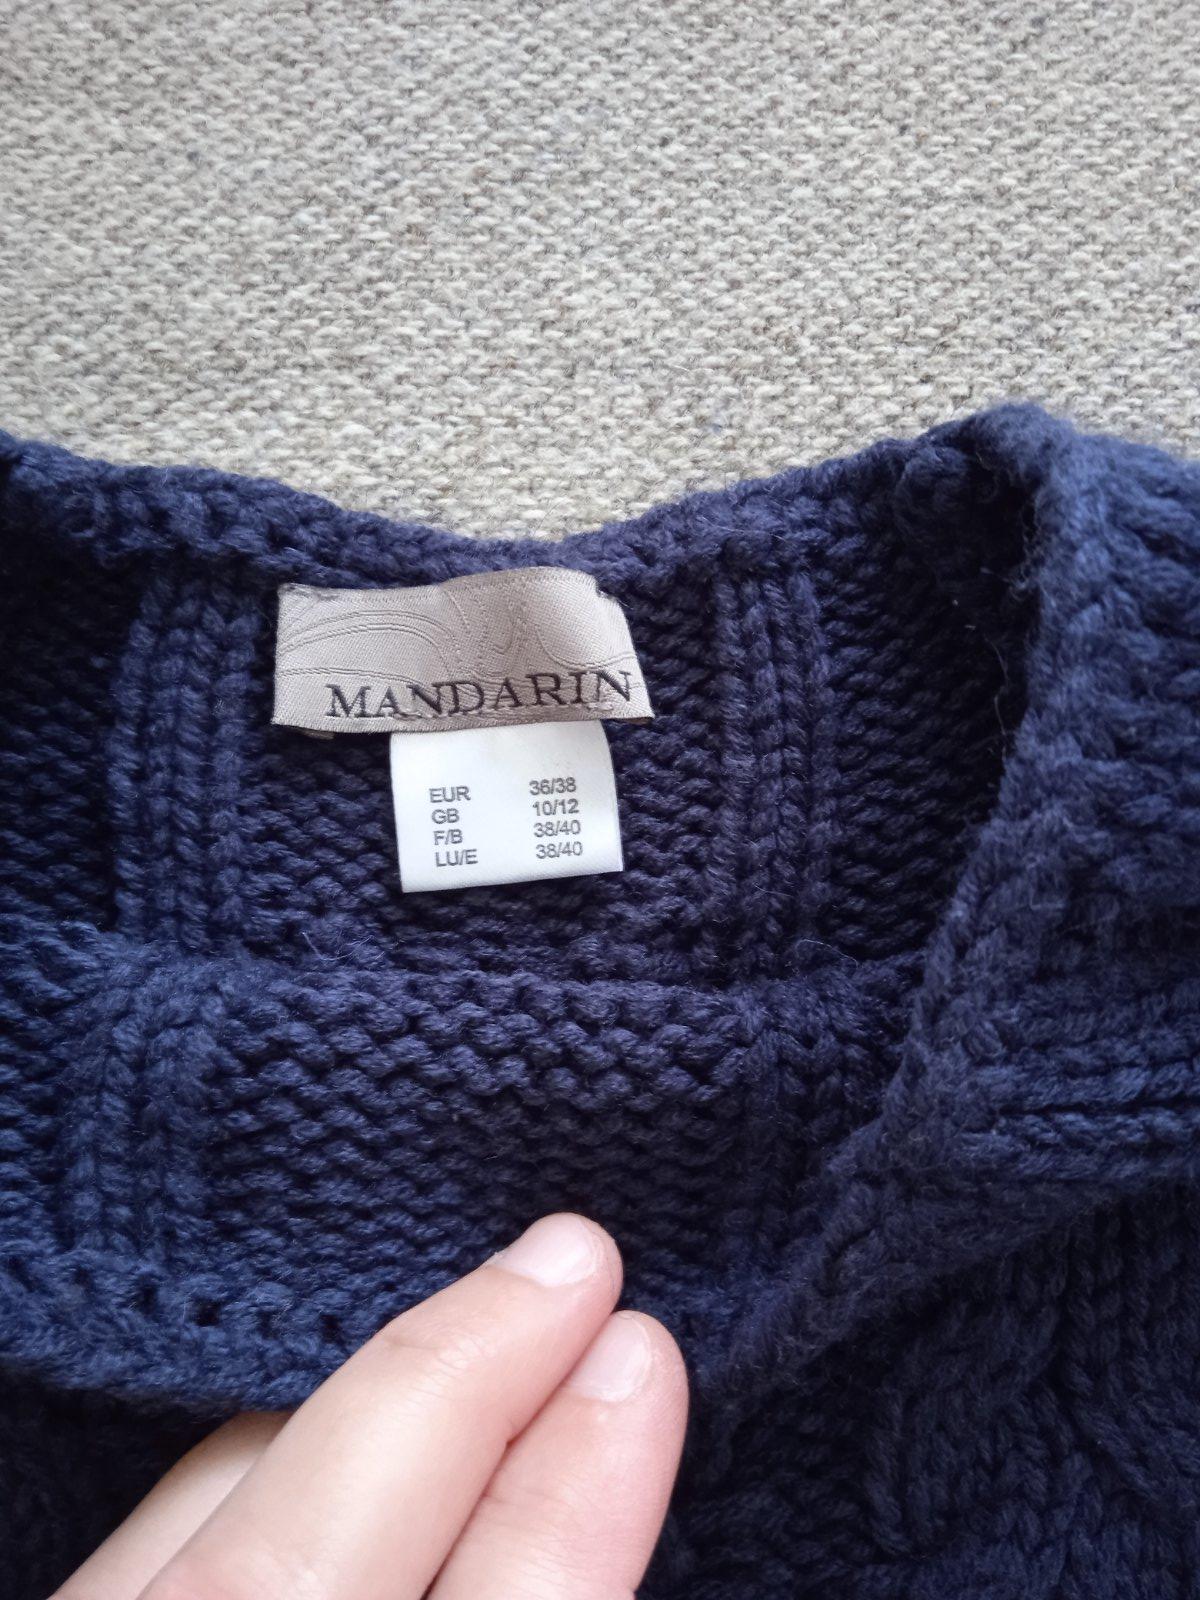 MANDARIN
EUR 36/38
GB 10/12
F/B 38/40
LU/E 38/40